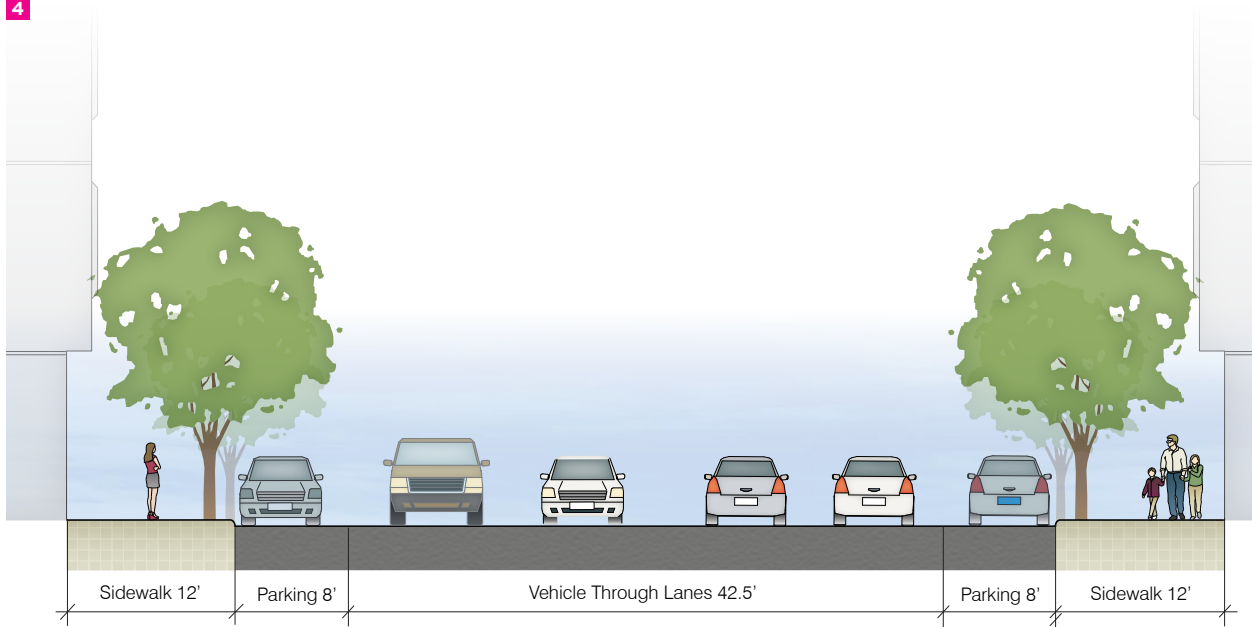 4
Sidewalk 12’
Parking 8’
Vehicle Through Lanes 42.5’
Parking 8’
Sidewalk 12’